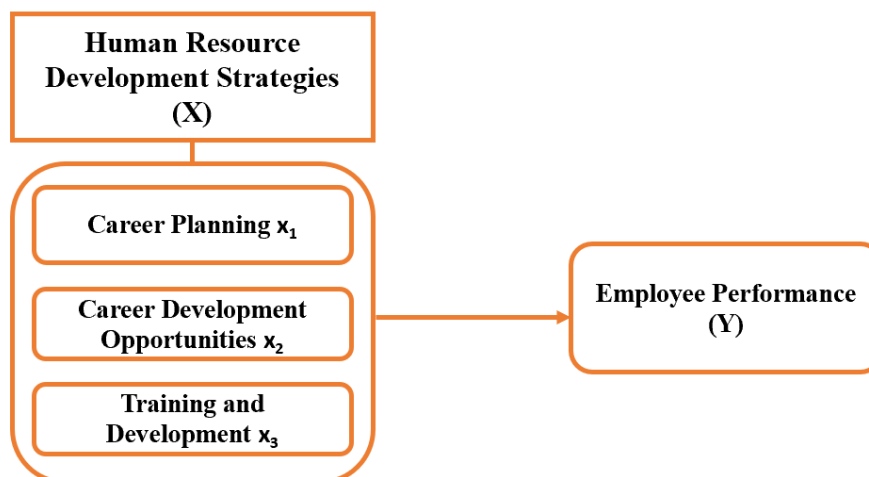 Human Resource
Development Strategies
(X)
Career Planning x₁
Career Development
Opportunities x₂
Training and
Development x₃
Employee Performance
(Y)